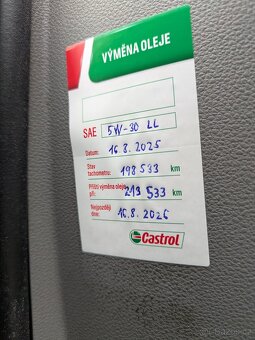 VÝMĚNA OLEJE
SAE 5W-30 LL
Datum: 16.8.2025
Stav
tachometru: 198 533 km
Příští výměna oleje
při: 213 533 km
Nejpozději
dne: 16.8.2026
Castrol